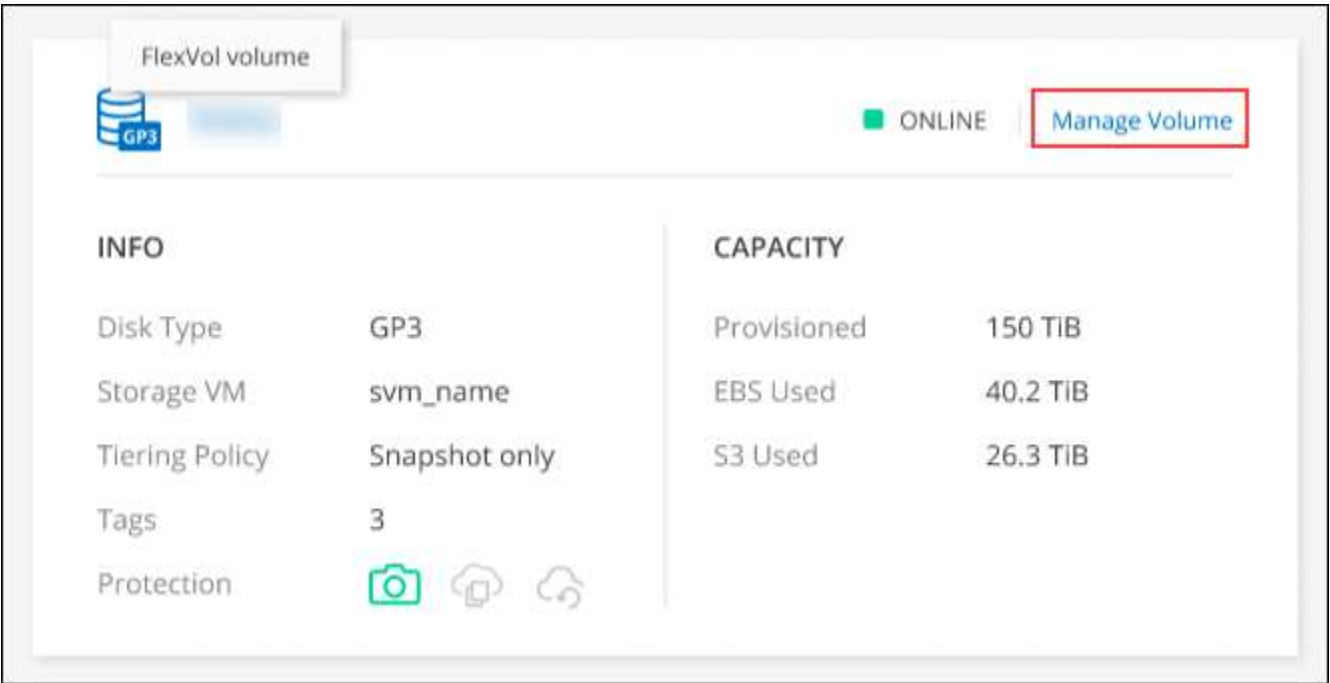 FlexVol volume
GP3
ONLINE
Manage Volume
INFO
Disk Type GP3
Storage VM svm_name
Tiering Policy Snapshot only
Tags 3
Protection
CAPACITY
Provisioned 150 TiB
EBS Used 40.2 TiB
S3 Used 26.3 TiB